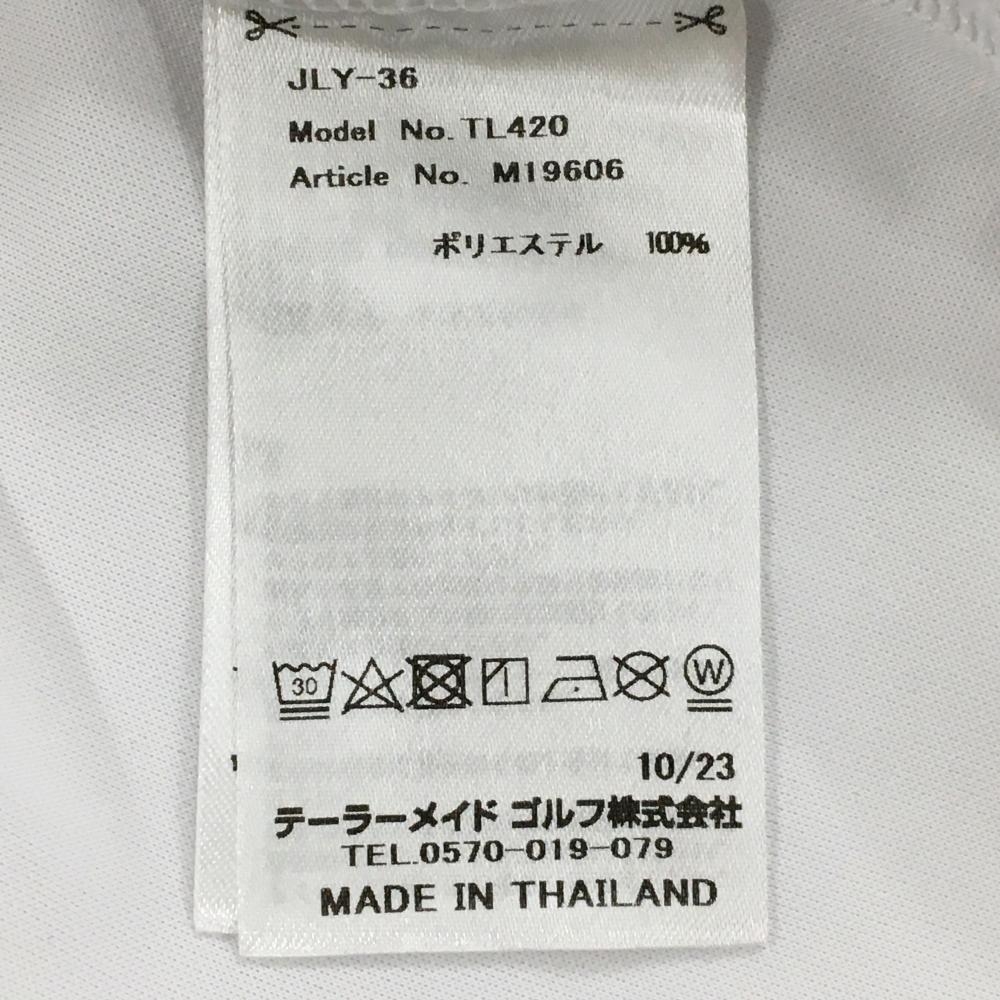 JLY-36
Model No. TL420
Article No. M19606
ポリエステル 100%
30 W
10/23
テーラーメイド ゴルフ株式会社
TEL.0570-019-079
MADE IN THAILAND